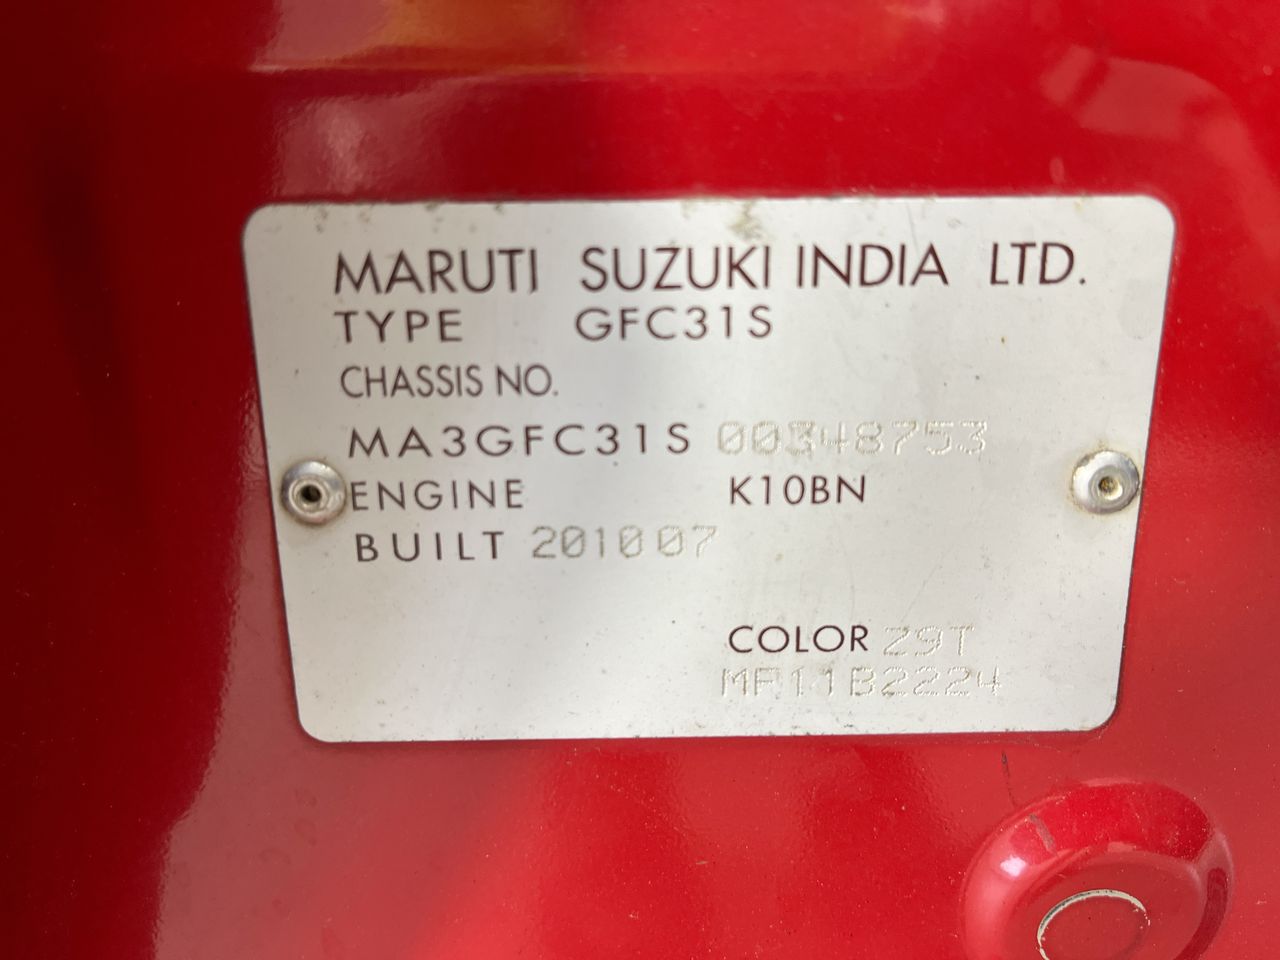 MARUTI SUZUKI INDIA LTD.
TYPE GFC31S
CHASSIS NO.
MA3GFC31S 00348753
ENGINE K10BN
BUILT 201007
COLOR Z9T
MF11B2224